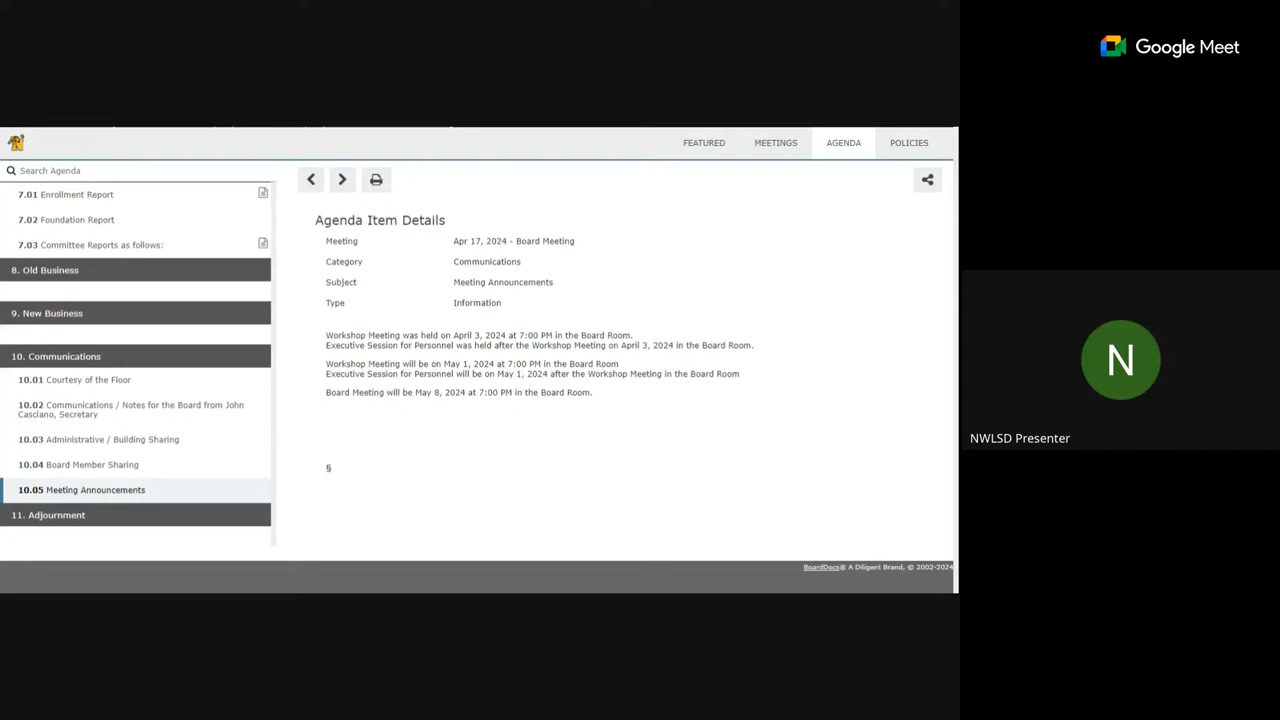 Google Meet
FEATURED
MEETINGS
AGENDA
POLICIES
Search Agenda
7.01 Enrollment Report
7.02 Foundation Report
7.03 Committee Reports as follows:
8. Old Business
9. New Business
10. Communications
10.01 Courtesy of the Floor
10.02 Communications / Notes for the Board from John
Casciano, Secretary
10.03 Administrative / Building Sharing
10.04 Board Member Sharing
10.05 Meeting Announcements
11. Adjournment
Agenda Item Details
Meeting Apr 17, 2024 - Board Meeting
Category Communications
Subject Meeting Announcements
Type Information
Workshop Meeting was held on April 3, 2024 at 7:00 PM in the Board Room.
Executive Session for Personnel was held after the Workshop Meeting on April 3, 2024 in the Board Room.
Workshop Meeting will be on May 1, 2024 at 7:00 PM in the Board Room
Executive Session for Personnel will be on May 1, 2024 after the Workshop Meeting in the Board Room
Board Meeting will be May 8, 2024 at 7:00 PM in the Board Room.
§
BoardDocs® A Diligent Brand, © 2002-2024
N
NWLSD Presenter